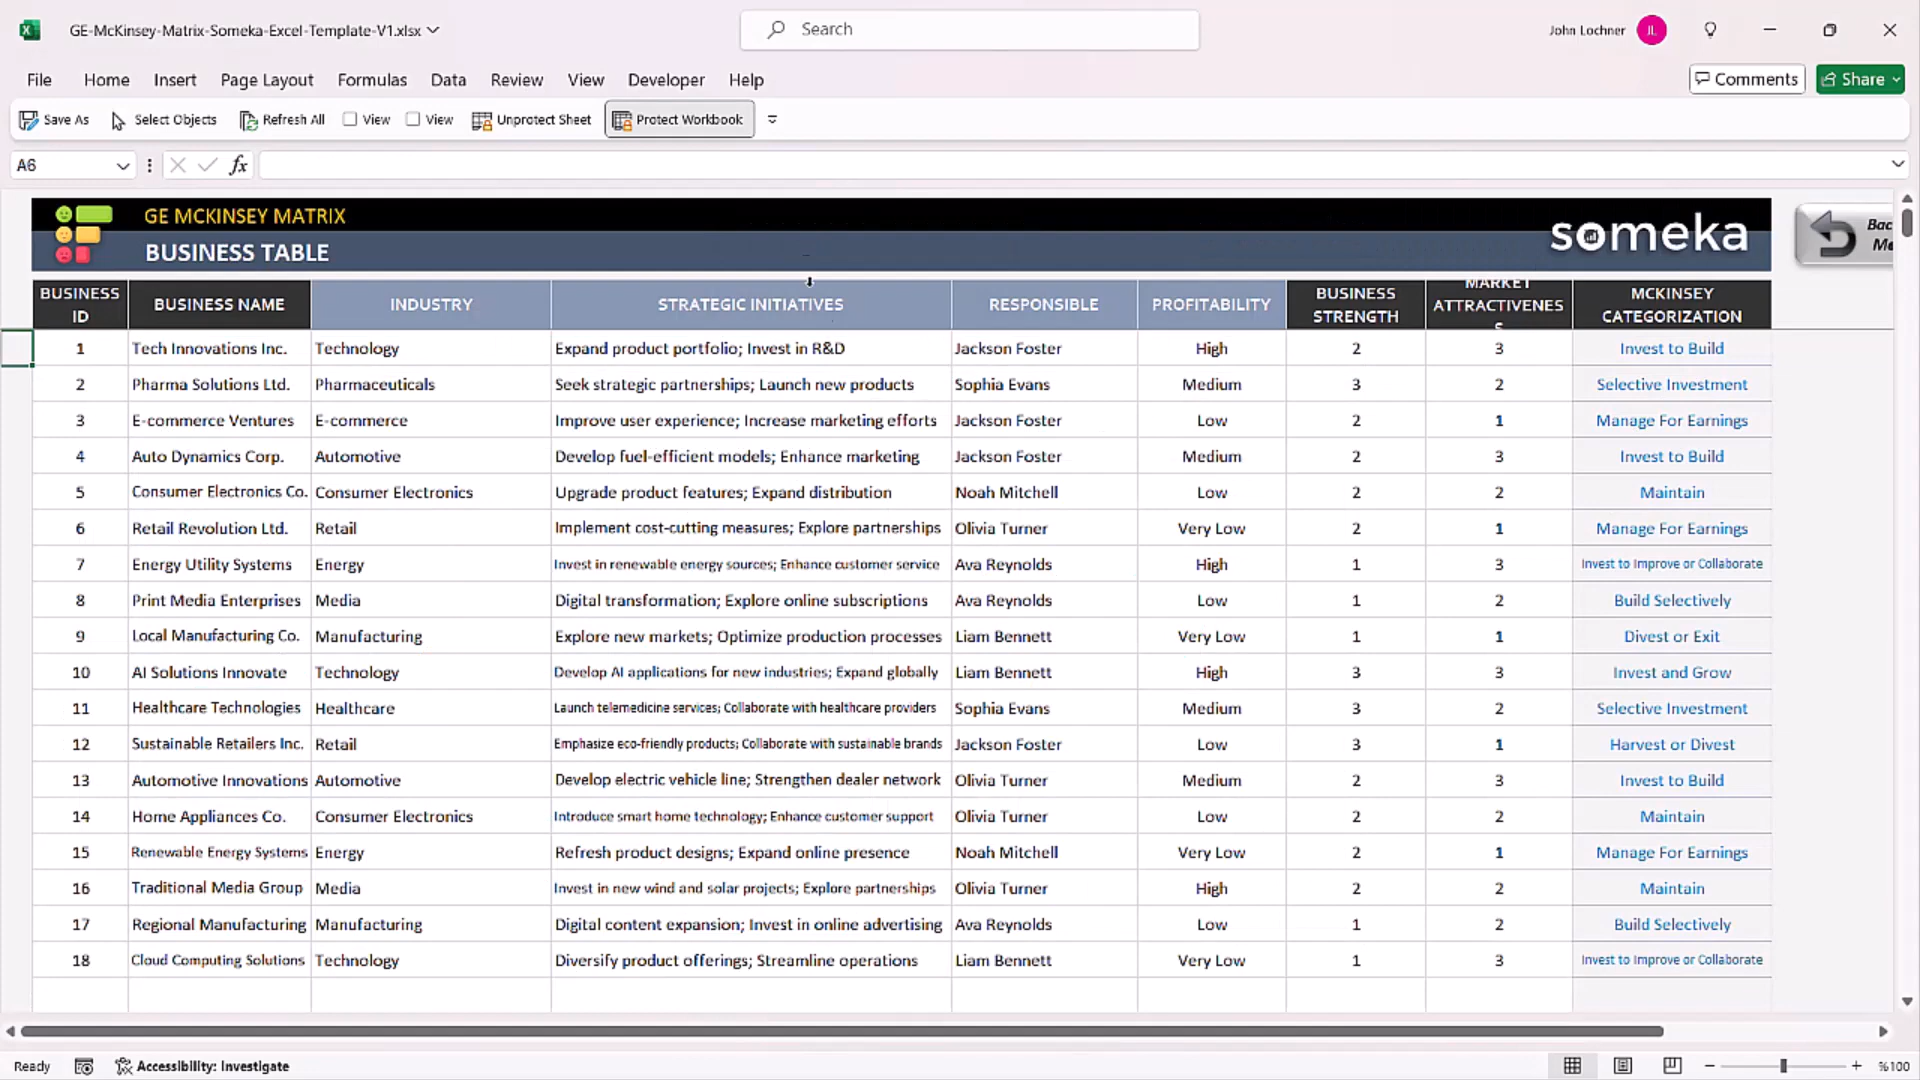 GE-McKinsey-Matrix-Someka-Excel-Template-V1.xlsx
Search
John Lochner JL
File Home Insert Page Layout Formulas Data Review View Developer Help
Comments Share
Save As Select Objects Refresh All View View Unprotect Sheet Protect Workbook
A6 fx
GE MCKINSEY MATRIX
BUSINESS TABLE
someka
BUSINESS ID BUSINESS NAME INDUSTRY STRATEGIC INITIATIVES RESPONSIBLE PROFITABILITY BUSINESS STRENGTH MARKET ATTRACTIVENES S MCKINSEY CATEGORIZATION
1 Tech Innovations Inc. Technology Expand product portfolio; Invest in R&D Jackson Foster High 2 3 Invest to Build
2 Pharma Solutions Ltd. Pharmaceuticals Seek strategic partnerships; Launch new products Sophia Evans Medium 3 2 Selective Investment
3 E-commerce Ventures E-commerce Improve user experience; Increase marketing efforts Jackson Foster Low 2 1 Manage For Earnings
4 Auto Dynamics Corp. Automotive Develop fuel-efficient models; Enhance marketing Jackson Foster Medium 2 3 Invest to Build
5 Consumer Electronics Co. Consumer Electronics Upgrade product features; Expand distribution Noah Mitchell Low 2 2 Maintain
6 Retail Revolution Ltd. Retail Implement cost-cutting measures; Explore partnerships Olivia Turner Very Low 2 1 Manage For Earnings
7 Energy Utility Systems Energy Invest in renewable energy sources; Enhance customer service Ava Reynolds High 1 3 Invest to Improve or Collaborate
8 Print Media Enterprises Media Digital transformation; Explore online subscriptions Ava Reynolds Low 1 2 Build Selectively
9 Local Manufacturing Co. Manufacturing Explore new markets; Optimize production processes Liam Bennett Very Low 1 1 Divest or Exit
10 AI Solutions Innovate Technology Develop AI applications for new industries; Expand globally Liam Bennett High 3 3 Invest and Grow
11 Healthcare Technologies Healthcare Launch telemedicine services; Collaborate with healthcare providers Sophia Evans Medium 3 2 Selective Investment
12 Sustainable Retailers Inc. Retail Emphasize eco-friendly products; Collaborate with sustainable brands Jackson Foster Low 3 1 Harvest or Divest
13 Automotive Innovations Automotive Develop electric vehicle line; Strengthen dealer network Olivia Turner Medium 2 3 Invest to Build
14 Home Appliances Co. Consumer Electronics Introduce smart home technology; Enhance customer support Olivia Turner Low 2 2 Maintain
15 Renewable Energy Systems Energy Refresh product designs; Expand online presence Noah Mitchell Very Low 2 1 Manage For Earnings
16 Traditional Media Group Media Invest in new wind and solar projects; Explore partnerships Olivia Turner High 2 2 Maintain
17 Regional Manufacturing Manufacturing Digital content expansion; Invest in online advertising Ava Reynolds Low 1 2 Build Selectively
18 Cloud Computing Solutions Technology Diversify product offerings; Streamline operations Liam Bennett Very Low 1 3 Invest to Improve or Collaborate
Ready Accessibility: Investigate %100